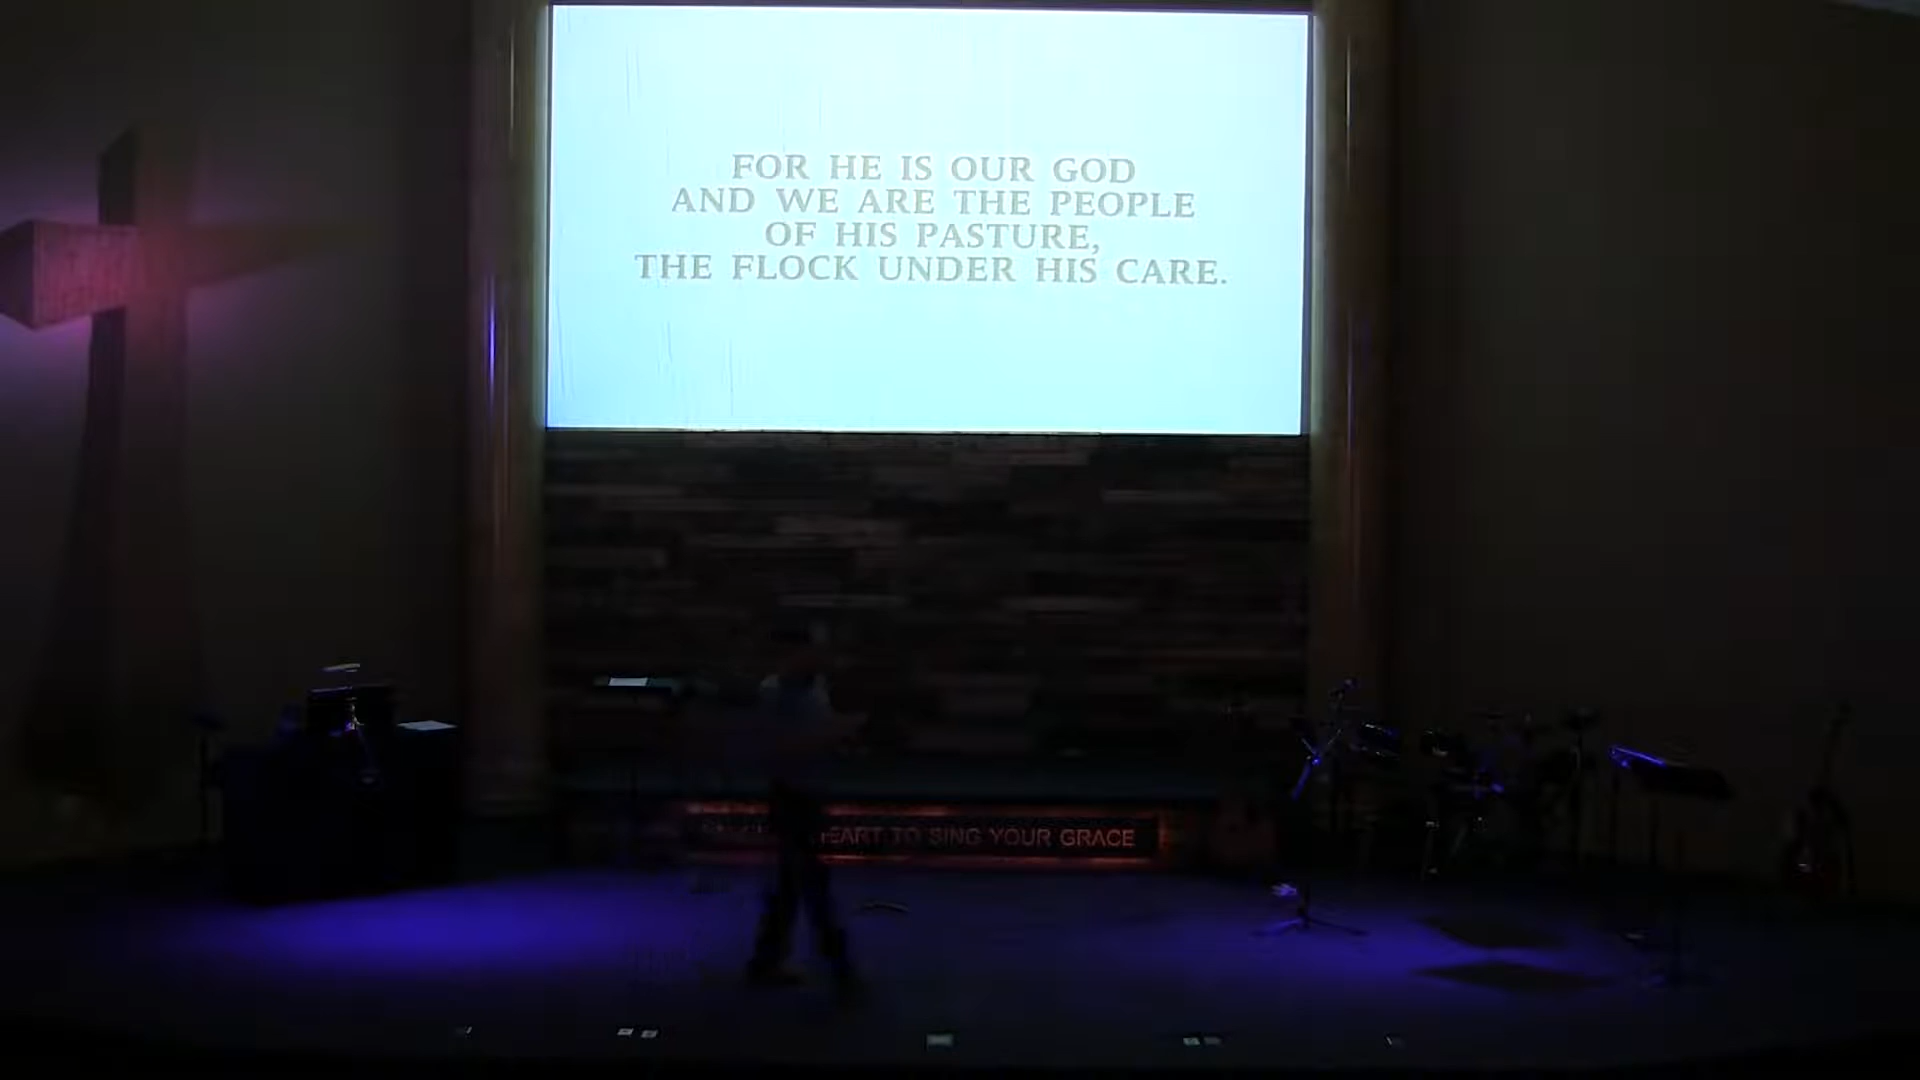 FOR HE IS OUR GOD
AND WE ARE THE PEOPLE
OF HIS PASTURE,
THE FLOCK UNDER HIS CARE.
TO SING YOUR GRACE